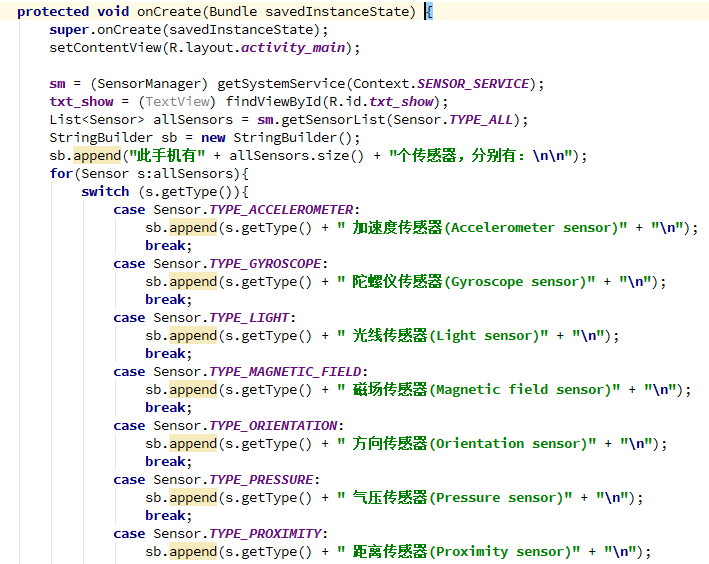 protected void onCreate(Bundle savedInstanceState) {
super.onCreate(savedInstanceState);
setContentView(R.layout.activity_main);
sm = (SensorManager) getSystemService(Context.SENSOR_SERVICE);
txt_show = (TextView) findViewById(R.id.txt_show);
List<Sensor> allSensors = sm.getSensorList(Sensor.TYPE_ALL);
StringBuilder sb = new StringBuilder();
sb.append("此手机有" + allSensors.size() + "个传感器，分别有：\n\n");
for(Sensor s:allSensors){
switch (s.getType()){
case Sensor.TYPE_ACCELEROMETER:
sb.append(s.getType() + " 加速度传感器(Accelerometer sensor)" + "\n");
break;
case Sensor.TYPE_GYROSCOPE:
sb.append(s.getType() + " 陀螺仪传感器(Gyroscope sensor)" + "\n");
break;
case Sensor.TYPE_LIGHT:
sb.append(s.getType() + " 光线传感器(Light sensor)" + "\n");
break;
case Sensor.TYPE_MAGNETIC_FIELD:
sb.append(s.getType() + " 磁场传感器(Magnetic field sensor)" + "\n");
break;
case Sensor.TYPE_ORIENTATION:
sb.append(s.getType() + " 方向传感器(Orientation sensor)" + "\n");
break;
case Sensor.TYPE_PRESSURE:
sb.append(s.getType() + " 气压传感器(Pressure sensor)" + "\n");
break;
case Sensor.TYPE_PROXIMITY:
sb.append(s.getType() + " 距离传感器(Proximity sensor)" + "\n");